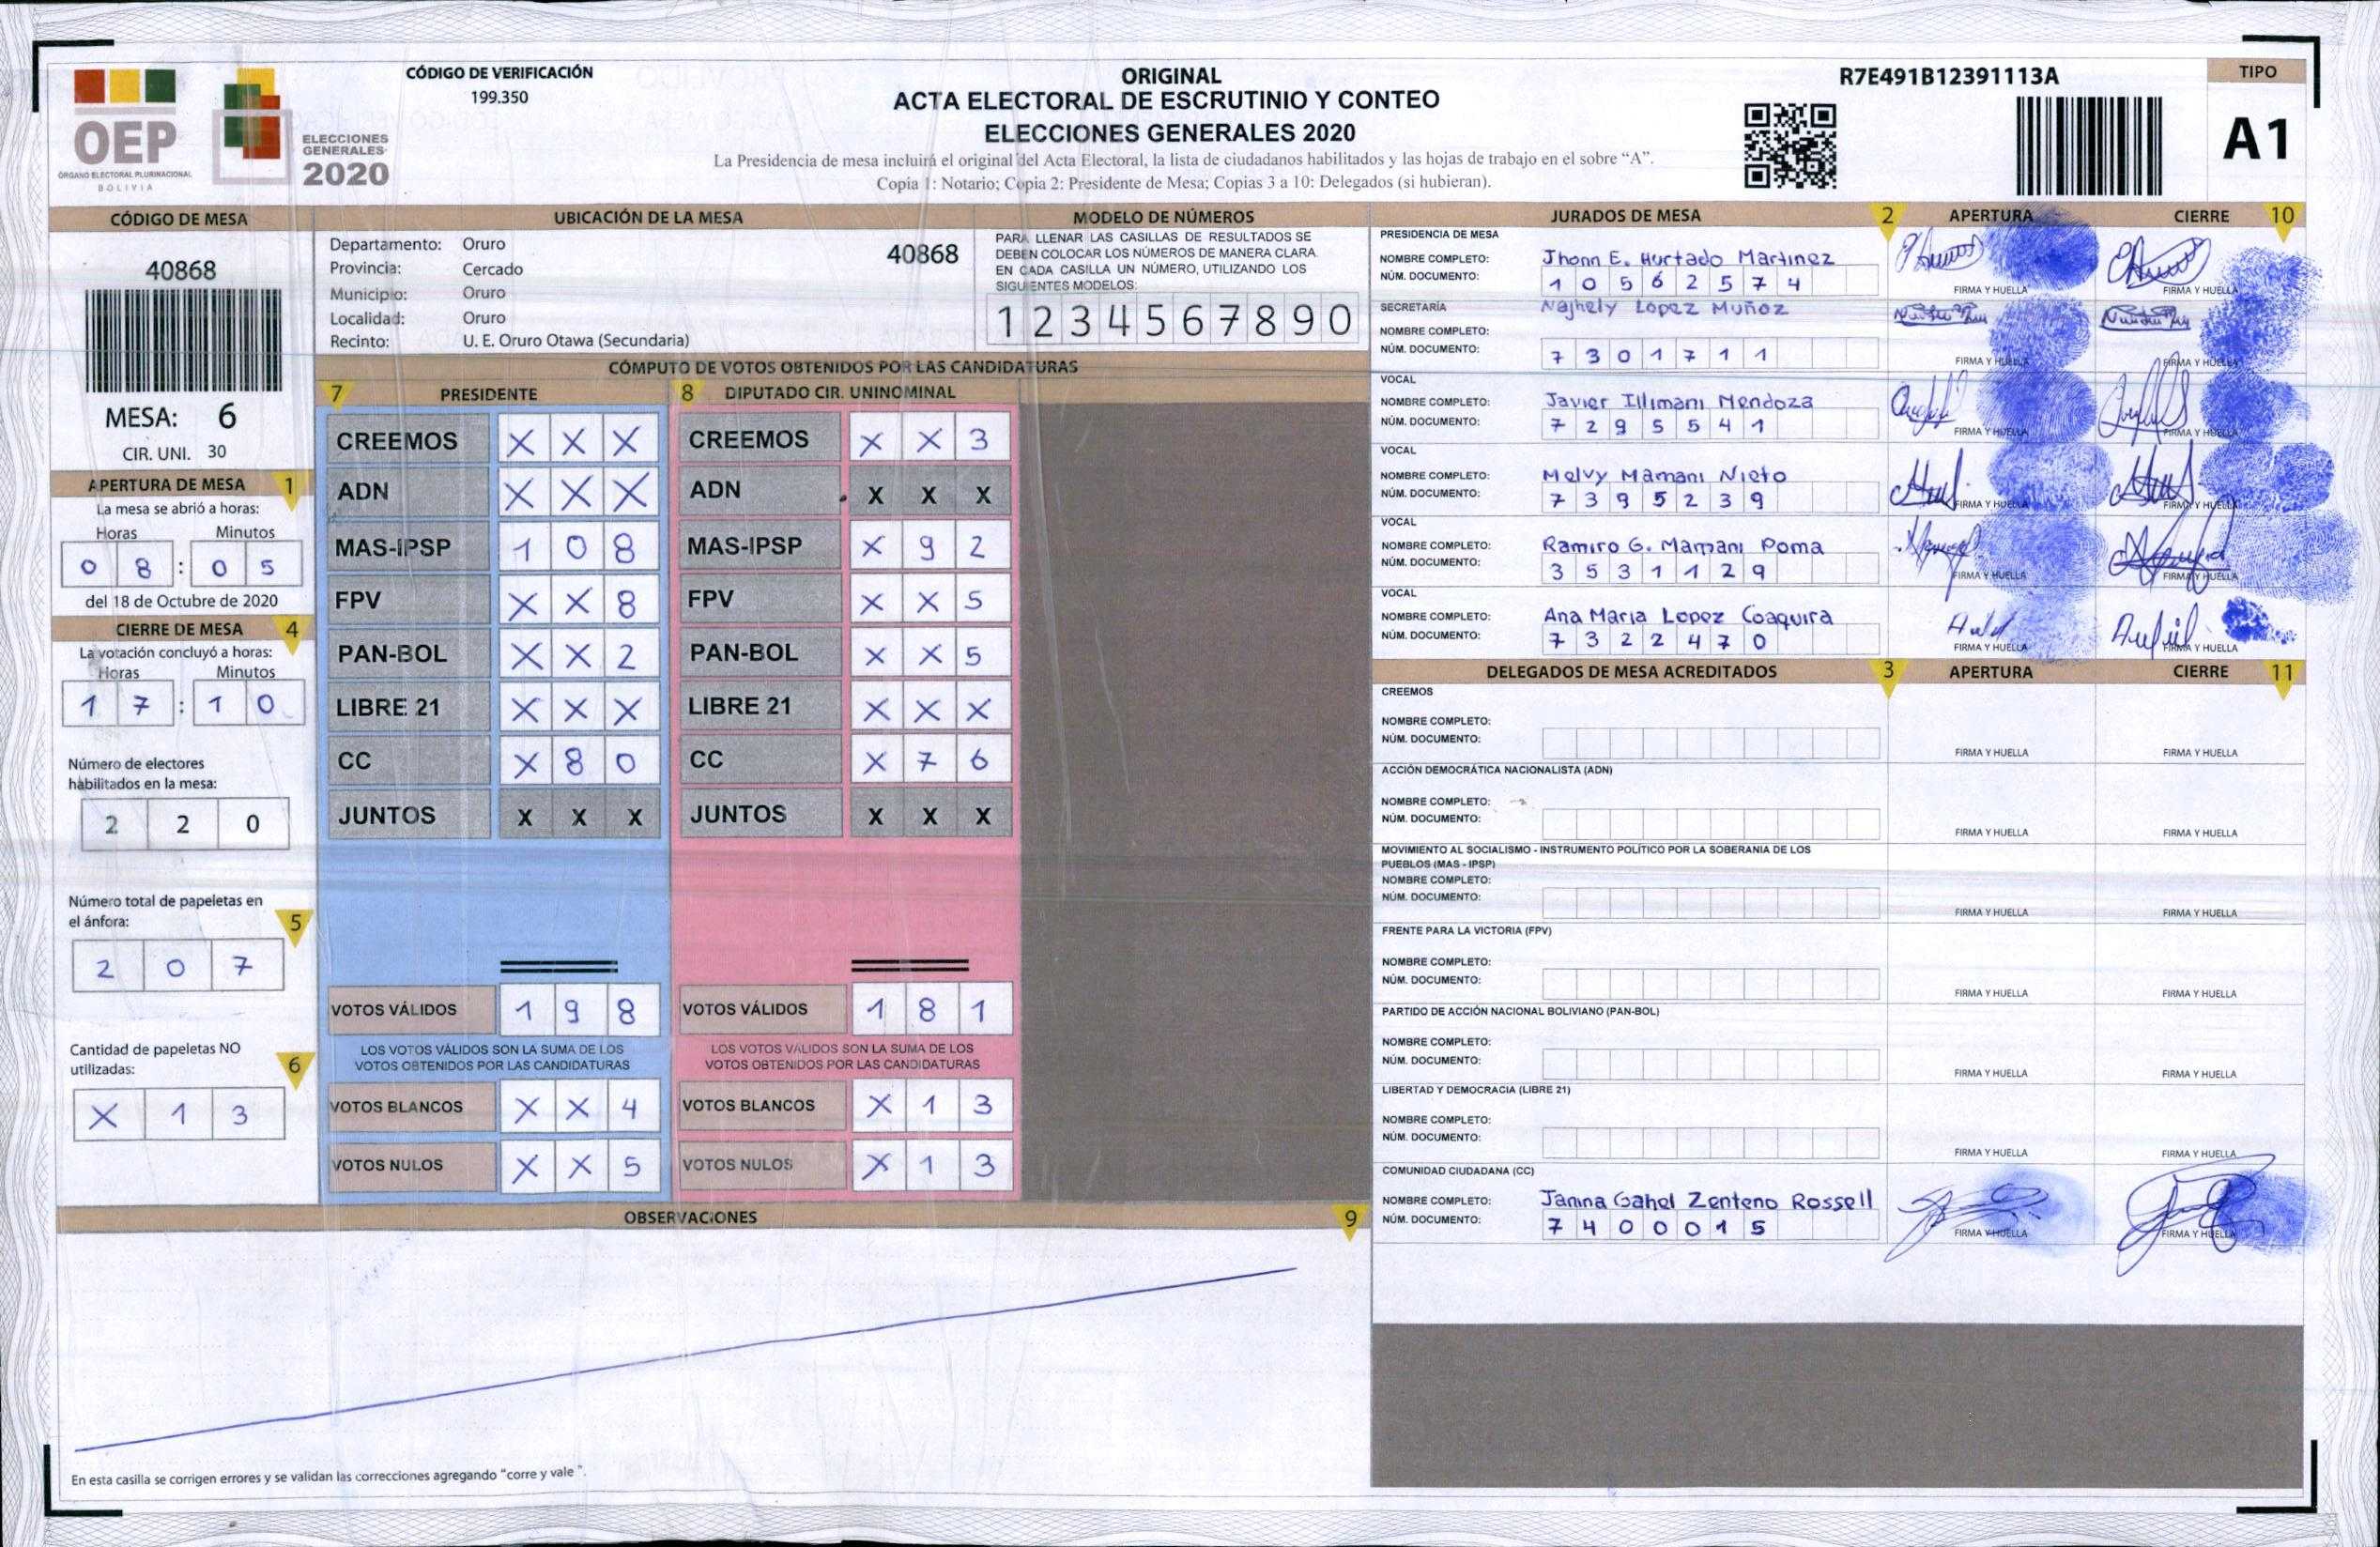 OEP
ÓRGANO ELECTORAL PLURINACIONAL
BOLIVIA
ELECCIONES
GENERALES
2020
CÓDIGO DE VERIFICACIÓN
199.350
ORIGINAL
ACTA ELECTORAL DE ESCRUTINIO Y CONTEO
ELECCIONES GENERALES 2020
La Presidencia de mesa incluirá el original del Acta Electoral, la lista de ciudadanos habilitados y las hojas de trabajo en el sobre “A”.
Copia 1: Notario; Copia 2: Presidente de Mesa; Copias 3 a 10: Delegados (si hubieran).
R7E491B12391113A
TIPO
A1
CÓDIGO DE MESA
40868
MESA: 6
CIR. UNI. 30
APERTURA DE MESA 1
La mesa se abrió a horas:
Horas Minutos
0 8 : 0 5
del 18 de Octubre de 2020
CIERRE DE MESA 4
La votación concluyó a horas:
Horas Minutos
1 7 : 1 0
Número de electores
habilitados en la mesa:
2 2 0
Número total de papeletas en
el ánfora: 5
2 0 7
Cantidad de papeletas NO
utilizadas: 6
X 1 3
UBICACIÓN DE LA MESA
Departamento: Oruro 40868
Provincia: Cercado
Municipio: Oruro
Localidad: Oruro
Recinto: U. E. Oruro Otawa (Secundaria)
MODELO DE NÚMEROS
PARA LLENAR LAS CASILLAS DE RESULTADOS SE
DEBEN COLOCAR LOS NÚMEROS DE MANERA CLARA
EN CADA CASILLA UN NÚMERO, UTILIZANDO LOS
SIGUIENTES MODELOS:
1 2 3 4 5 6 7 8 9 0
CÓMPUTO DE VOTOS OBTENIDOS POR LAS CANDIDATURAS
7 PRESIDENTE
CREEMOS X X X
ADN X X X
MAS-IPSP 1 0 8
FPV X X 8
PAN-BOL X X 2
LIBRE 21 X X X
CC X 8 0
JUNTOS X X X
VOTOS VÁLIDOS 1 9 8
LOS VOTOS VÁLIDOS SON LA SUMA DE LOS
VOTOS OBTENIDOS POR LAS CANDIDATURAS
VOTOS BLANCOS X X 4
VOTOS NULOS X X 5
8 DIPUTADO CIR. UNINOMINAL
CREEMOS X X 3
ADN X X X
MAS-IPSP X 9 2
FPV X X 5
PAN-BOL X X 5
LIBRE 21 X X X
CC X 7 6
JUNTOS X X X
VOTOS VÁLIDOS 1 8 1
LOS VOTOS VÁLIDOS SON LA SUMA DE LOS
VOTOS OBTENIDOS POR LAS CANDIDATURAS
VOTOS BLANCOS X 1 3
VOTOS NULOS X 1 3
OBSERVACIONES 9
En esta casilla se corrigen errores y se validan las correcciones agregando “corre y vale”.
JURADOS DE MESA 2 APERTURA CIERRE 10
PRESIDENCIA DE MESA
NOMBRE COMPLETO: Jhonn E. Hurtado Martinez
NÚM. DOCUMENTO: 1 0 5 6 2 5 7 4
FIRMA Y HUELLA FIRMA Y HUELLA
SECRETARÍA
NOMBRE COMPLETO: Najhely Lopez Muñoz
NÚM. DOCUMENTO: 7 3 0 1 7 1 1
FIRMA Y HUELLA FIRMA Y HUELLA
VOCAL
NOMBRE COMPLETO: Javier Illimani Mendoza
NÚM. DOCUMENTO: 7 2 9 5 5 4 1
FIRMA Y HUELLA FIRMA Y HUELLA
VOCAL
NOMBRE COMPLETO: Melvy Mamani Nieto
NÚM. DOCUMENTO: 7 3 9 5 2 3 9
FIRMA Y HUELLA FIRMA Y HUELLA
VOCAL
NOMBRE COMPLETO: Ramiro G. Mamani Poma
NÚM. DOCUMENTO: 3 5 3 1 1 2 9
FIRMA Y HUELLA FIRMA Y HUELLA
VOCAL
NOMBRE COMPLETO: Ana Maria Lopez Coaquira
NÚM. DOCUMENTO: 7 3 2 2 4 7 0
FIRMA Y HUELLA FIRMA Y HUELLA
DELEGADOS DE MESA ACREDITADOS 3 APERTURA CIERRE 11
CREEMOS
NOMBRE COMPLETO:
NÚM. DOCUMENTO:
FIRMA Y HUELLA FIRMA Y HUELLA
ACCIÓN DEMOCRÁTICA NACIONALISTA (ADN)
NOMBRE COMPLETO:
NÚM. DOCUMENTO:
FIRMA Y HUELLA FIRMA Y HUELLA
MOVIMIENTO AL SOCIALISMO - INSTRUMENTO POLÍTICO POR LA SOBERANIA DE LOS
PUEBLOS (MAS - IPSP)
NOMBRE COMPLETO:
NÚM. DOCUMENTO:
FIRMA Y HUELLA FIRMA Y HUELLA
FRENTE PARA LA VICTORIA (FPV)
NOMBRE COMPLETO:
NÚM. DOCUMENTO:
FIRMA Y HUELLA FIRMA Y HUELLA
PARTIDO DE ACCIÓN NACIONAL BOLIVIANO (PAN-BOL)
NOMBRE COMPLETO:
NÚM. DOCUMENTO:
FIRMA Y HUELLA FIRMA Y HUELLA
LIBERTAD Y DEMOCRACIA (LIBRE 21)
NOMBRE COMPLETO:
NÚM. DOCUMENTO:
FIRMA Y HUELLA FIRMA Y HUELLA
COMUNIDAD CIUDADANA (CC)
NOMBRE COMPLETO: Janina Gahel Zenteno Rossell
NÚM. DOCUMENTO: 7 4 0 0 0 1 5
FIRMA Y HUELLA FIRMA Y HUELLA